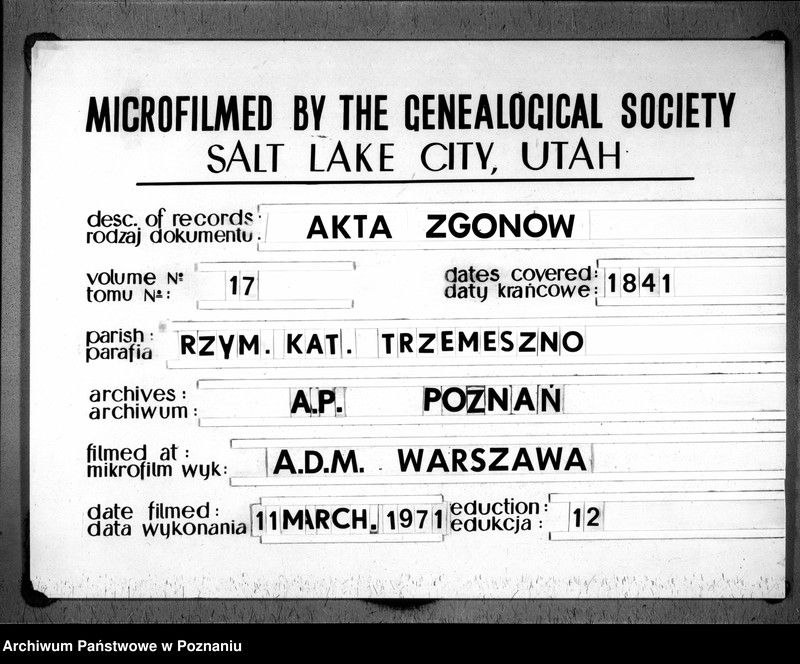 MICROFILMED BY THE GENEALOGICAL SOCIETY
SALT LAKE CITY, UTAH
desc. of records: AKTA ZGONÓW
rodzaj dokumentu:
volume №: 17
tomu №:
dates covered: 1841
daty krańcowe:
parish: RZYM. KAT. TRZEMESZNO
parafia
archives: A.P. POZNAŃ
archiwum:
filmed at: A.D.M. WARSZAWA
mikrofilm wyk:
date filmed: 11 MARCH. 1971
data wykonania
eduction: 12
edukcja:
Archiwum Państwowe w Poznaniu